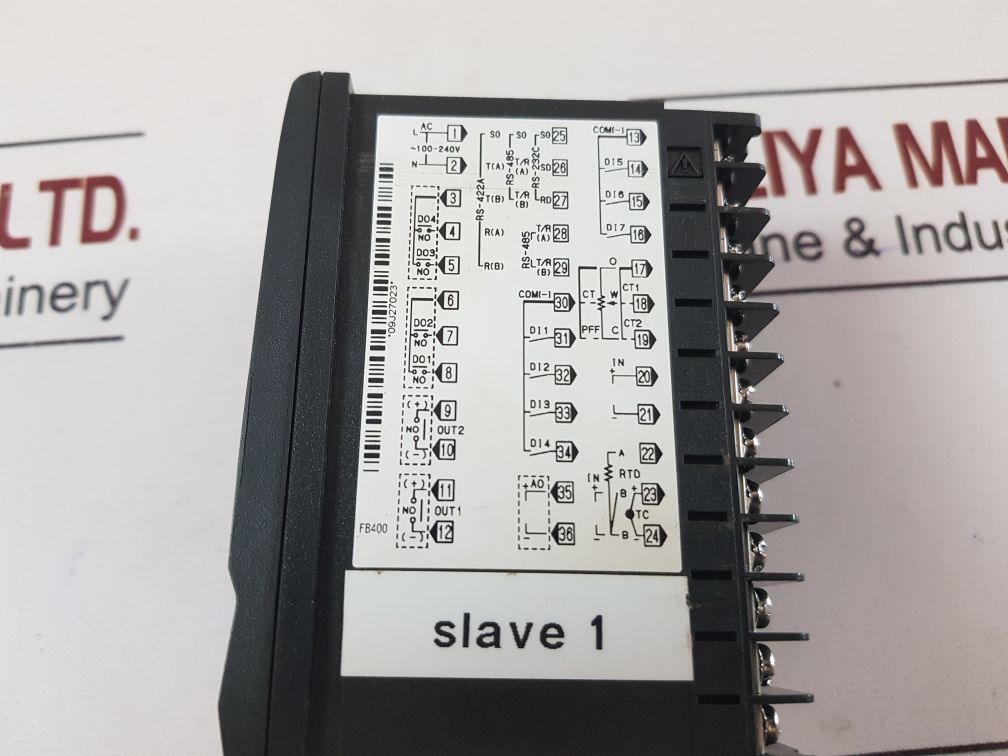 LTD.
hinery
LIYA MA
ne & Indus
AC
L 1
~100-240V
N 2
3
DO4
NO 4
DO3
NO 5
6
DO2
NO 7
DO1
NO 8
(+) 9
NO OUT2
(-) 10
(+) 11
NO OUT1
(-) 12
FB400
*09J27023*
RS-422A
SO
T(A)
T(B)
R(A)
R(B)
RS-485
SO
T/R (A)
T/R (B)
RS-232C
SG 25
SD 26
RD 27
RS-485
T/R (A) 28
T/R (B) 29
COM(-) 30
DI1 31
DI2 32
DI3 33
DI4 34
+ AO 35
- 36
COM(-) 13
DI5 14
DI6 15
DI7 16
O 17
CT W CT1 18
PFF C CT2 19
IN
+ 20
- 21
A 22
RTD
IN + B + 23
TC
- B - 24
slave 1